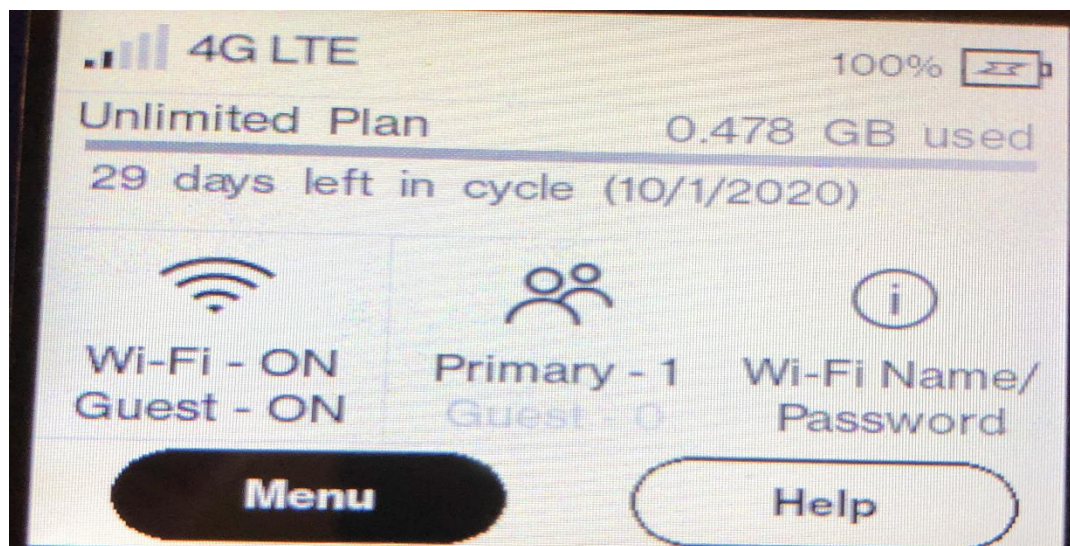 4G LTE
100%
Unlimited Plan
0.478 GB used
29 days left in cycle (10/1/2020)
Wi-Fi - ON
Guest - ON
Primary - 1
Guest 0
i
Wi-Fi Name/
Password
Menu
Help